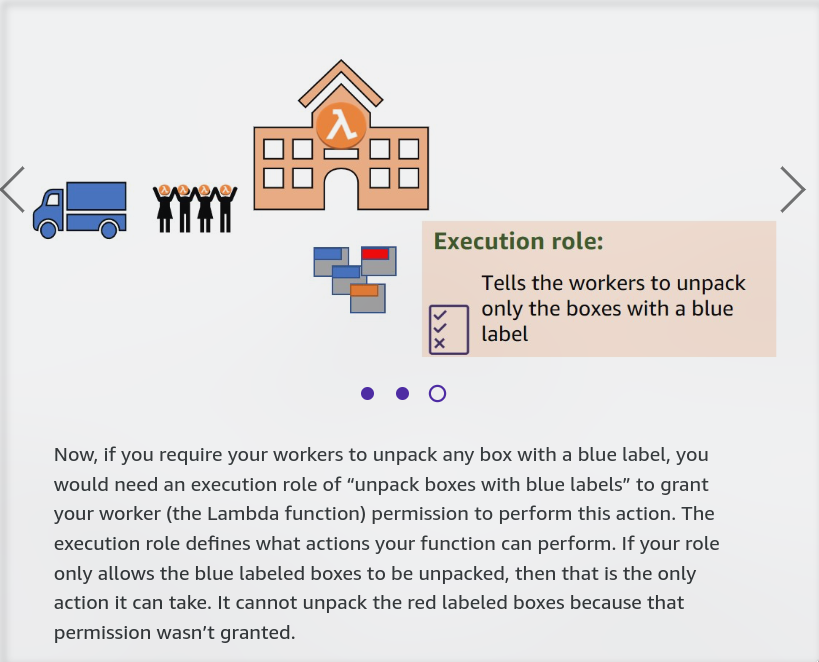 λ
Execution role:
Tells the workers to unpack
only the boxes with a blue
label
Now, if you require your workers to unpack any box with a blue label, you
would need an execution role of “unpack boxes with blue labels” to grant
your worker (the Lambda function) permission to perform this action. The
execution role defines what actions your function can perform. If your role
only allows the blue labeled boxes to be unpacked, then that is the only
action it can take. It cannot unpack the red labeled boxes because that
permission wasn’t granted.